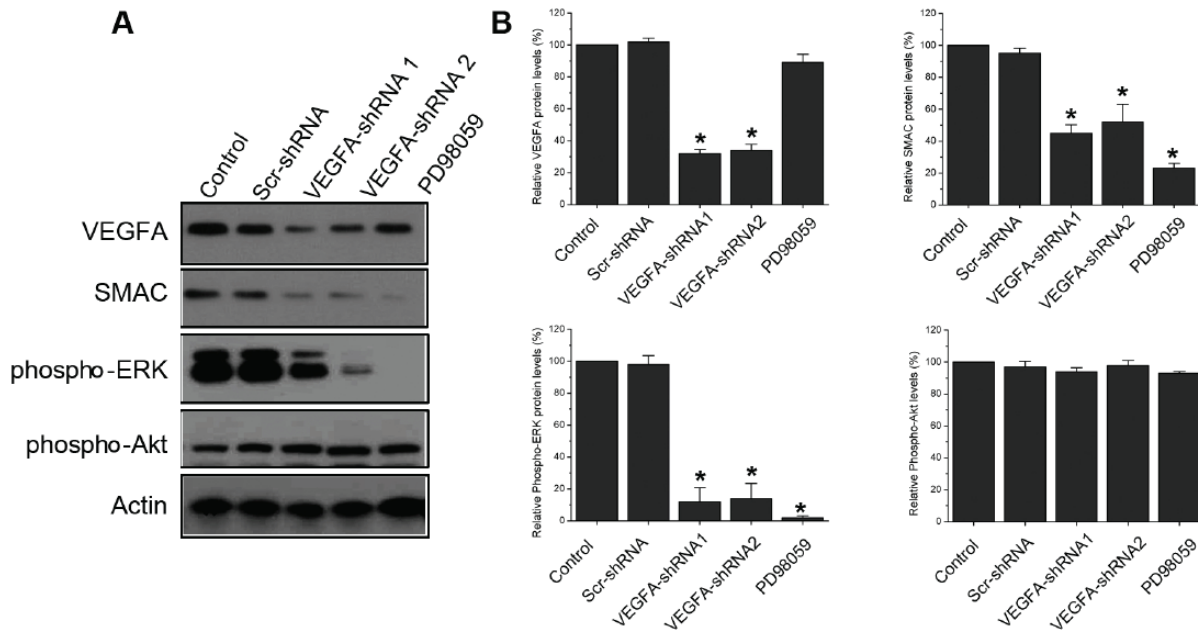 A
Control
Scr-shRNA
VEGFA-shRNA 1
VEGFA-shRNA 2
PD98059
VEGFA
SMAC
phospho-ERK
phospho-Akt
Actin
B
Relative VEGFA protein levels (%)
120
100
80
60
40
20
0
*
*
Control
Scr-shRNA
VEGFA-shRNA1
VEGFA-shRNA2
PD98059
Relative SMAC protein levels (%)
120
100
80
60
40
20
0
*
*
*
Control
Scr-shRNA
VEGFA-shRNA1
VEGFA-shRNA2
PD98059
Relative Phospho-ERK protein levels (%)
120
100
80
60
40
20
0
*
*
*
Control
Scr-shRNA
VEGFA-shRNA1
VEGFA-shRNA2
PD98059
Relative Phospho-Akt levels (%)
120
100
80
60
40
20
0
Control
Scr-shRNA
VEGFA-shRNA1
VEGFA-shRNA2
PD98059